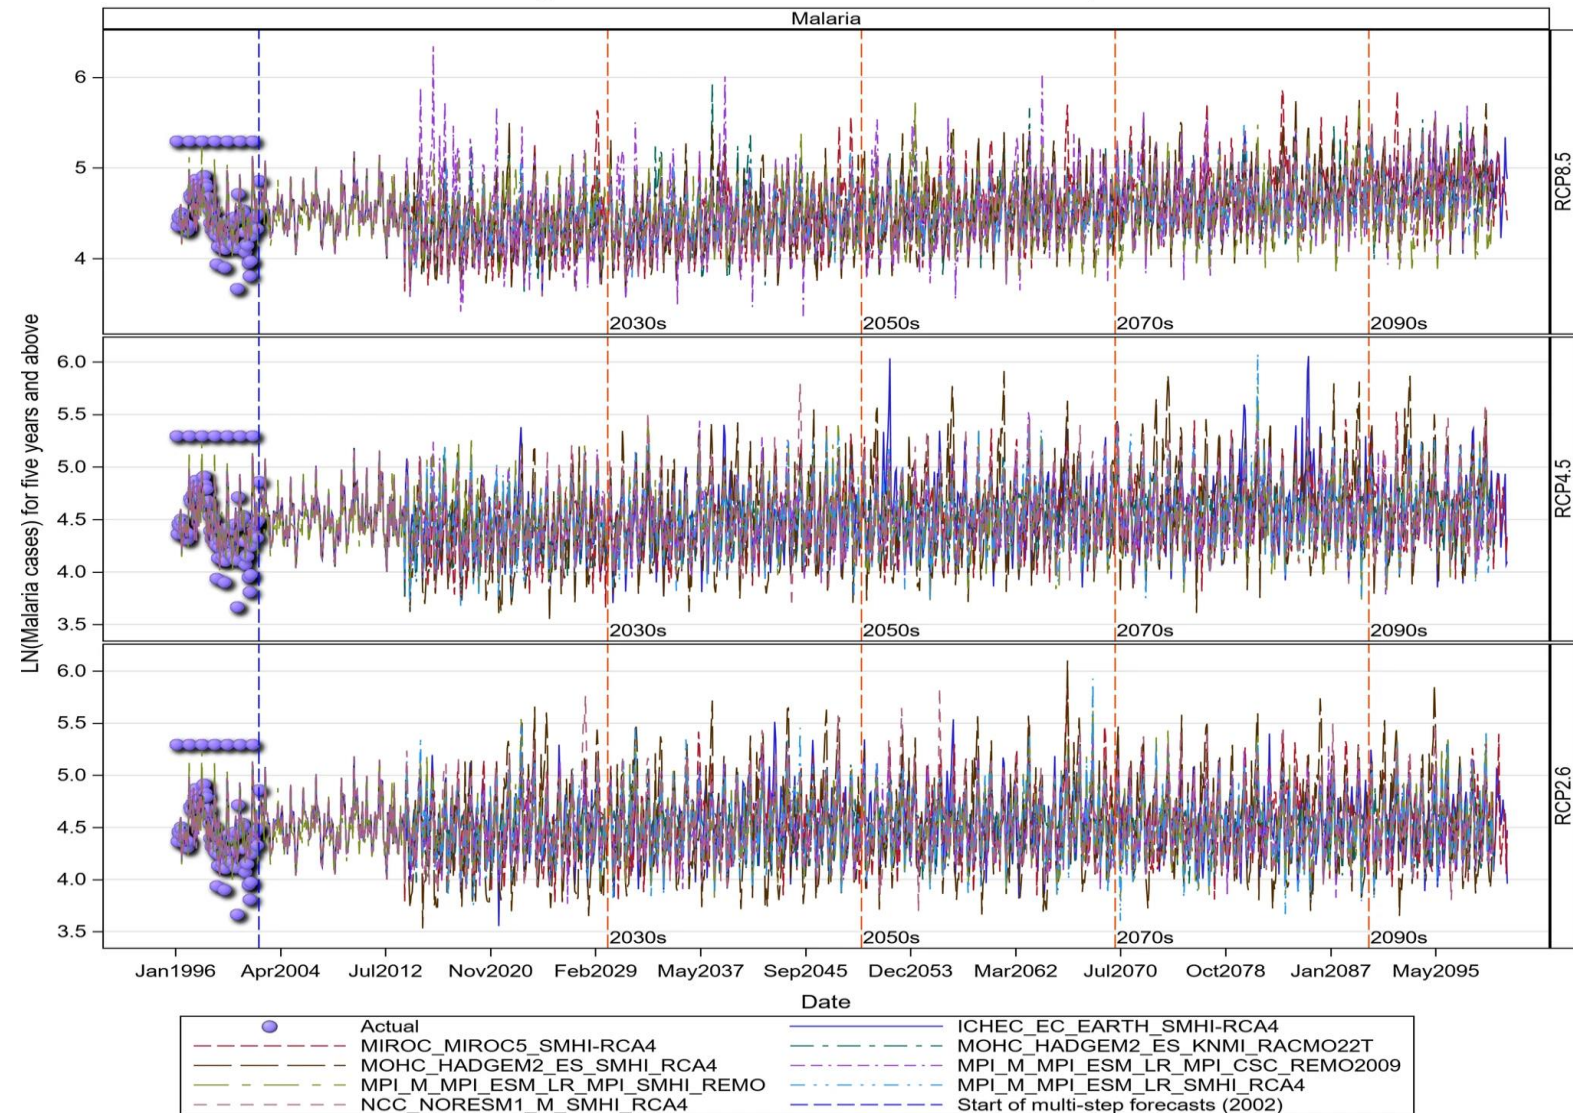 Malaria
LN(Malaria cases) for five years and above
6
5
4
2030s 2050s 2070s 2090s
RCP8.5
6.0
5.5
5.0
4.5
4.0
3.5
2030s 2050s 2070s 2090s
RCP4.5
6.0
5.5
5.0
4.5
4.0
3.5
2030s 2050s 2070s 2090s
RCP2.6
Jan1996 Apr2004 Jul2012 Nov2020 Feb2029 May2037 Sep2045 Dec2053 Mar2062 Jul2070 Oct2078 Jan2087 May2095
Date
Actual ICHEC_EC_EARTH_SMHI-RCA4
MIROC_MIROC5_SMHI-RCA4 MOHC_HADGEM2_ES_KNMI_RACMO22T
MOHC_HADGEM2_ES_SMHI_RCA4 MPI_M_MPI_ESM_LR_MPI_CSC_REMO2009
MPI_M_MPI_ESM_LR_MPI_SMHI_REMO MPI_M_MPI_ESM_LR_SMHI_RCA4
NCC_NORESM1_M_SMHI_RCA4 Start of multi-step forecasts (2002)